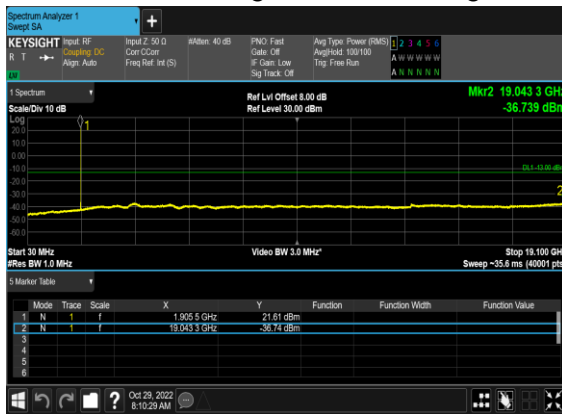 Spectrum Analyzer 1
Swept SA
KEYSIGHT Input: RF Input Z: 50 Ω #Atten: 40 dB PNO: Fast Avg Type: Power (RMS) 1 2 3 4 5 6
R T Coupling: DC Corr CCorr Gate: Off Avg|Hold: 100/100 A W W W W W
Align: Auto Freq Ref: Int (S) IF Gain: Low Trig: Free Run A N N N N N
Sig Track: Off
1 Spectrum Ref Lvl Offset 8.00 dB Mkr2 19.043 3 GHz
Scale/Div 10 dB Ref Level 30.00 dBm -36.739 dBm
Log
1
20.0
10.0
0.00
-10.0 DL1 -13.00 dBm
-20.0
2
-30.0
-40.0
-50.0
-60.0
Start 30 MHz Video BW 3.0 MHz* Stop 19.100 GHz
#Res BW 1.0 MHz Sweep ~35.6 ms (40001 pts)
5 Marker Table
Mode Trace Scale X Y Function Function Width Function Value
1 N 1 f 1.905 5 GHz 21.61 dBm
2 N 1 f 19.043 3 GHz -36.74 dBm
3
4
5
6
? Oct 29, 2022
8:10:29 AM